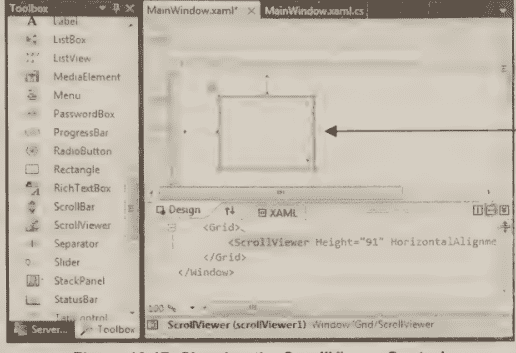 Toolbox
Label
ListBox
ListView
MediaElement
Menu
PasswordBox
ProgressBar
RadioButton
Rectangle
RichTextBox
ScrollBar
ScrollViewer
Separator
Slider
StackPanel
StatusBar
Server... Toolbox
MainWindow.xaml* MainWindow.xaml.cs
Design XAML
<Grid>
<ScrollViewer Height="91" HorizontalAlignme
</Grid>
</Window>
100 %
ScrollViewer (scrollViewer1) Window/Grid/ScrollViewer